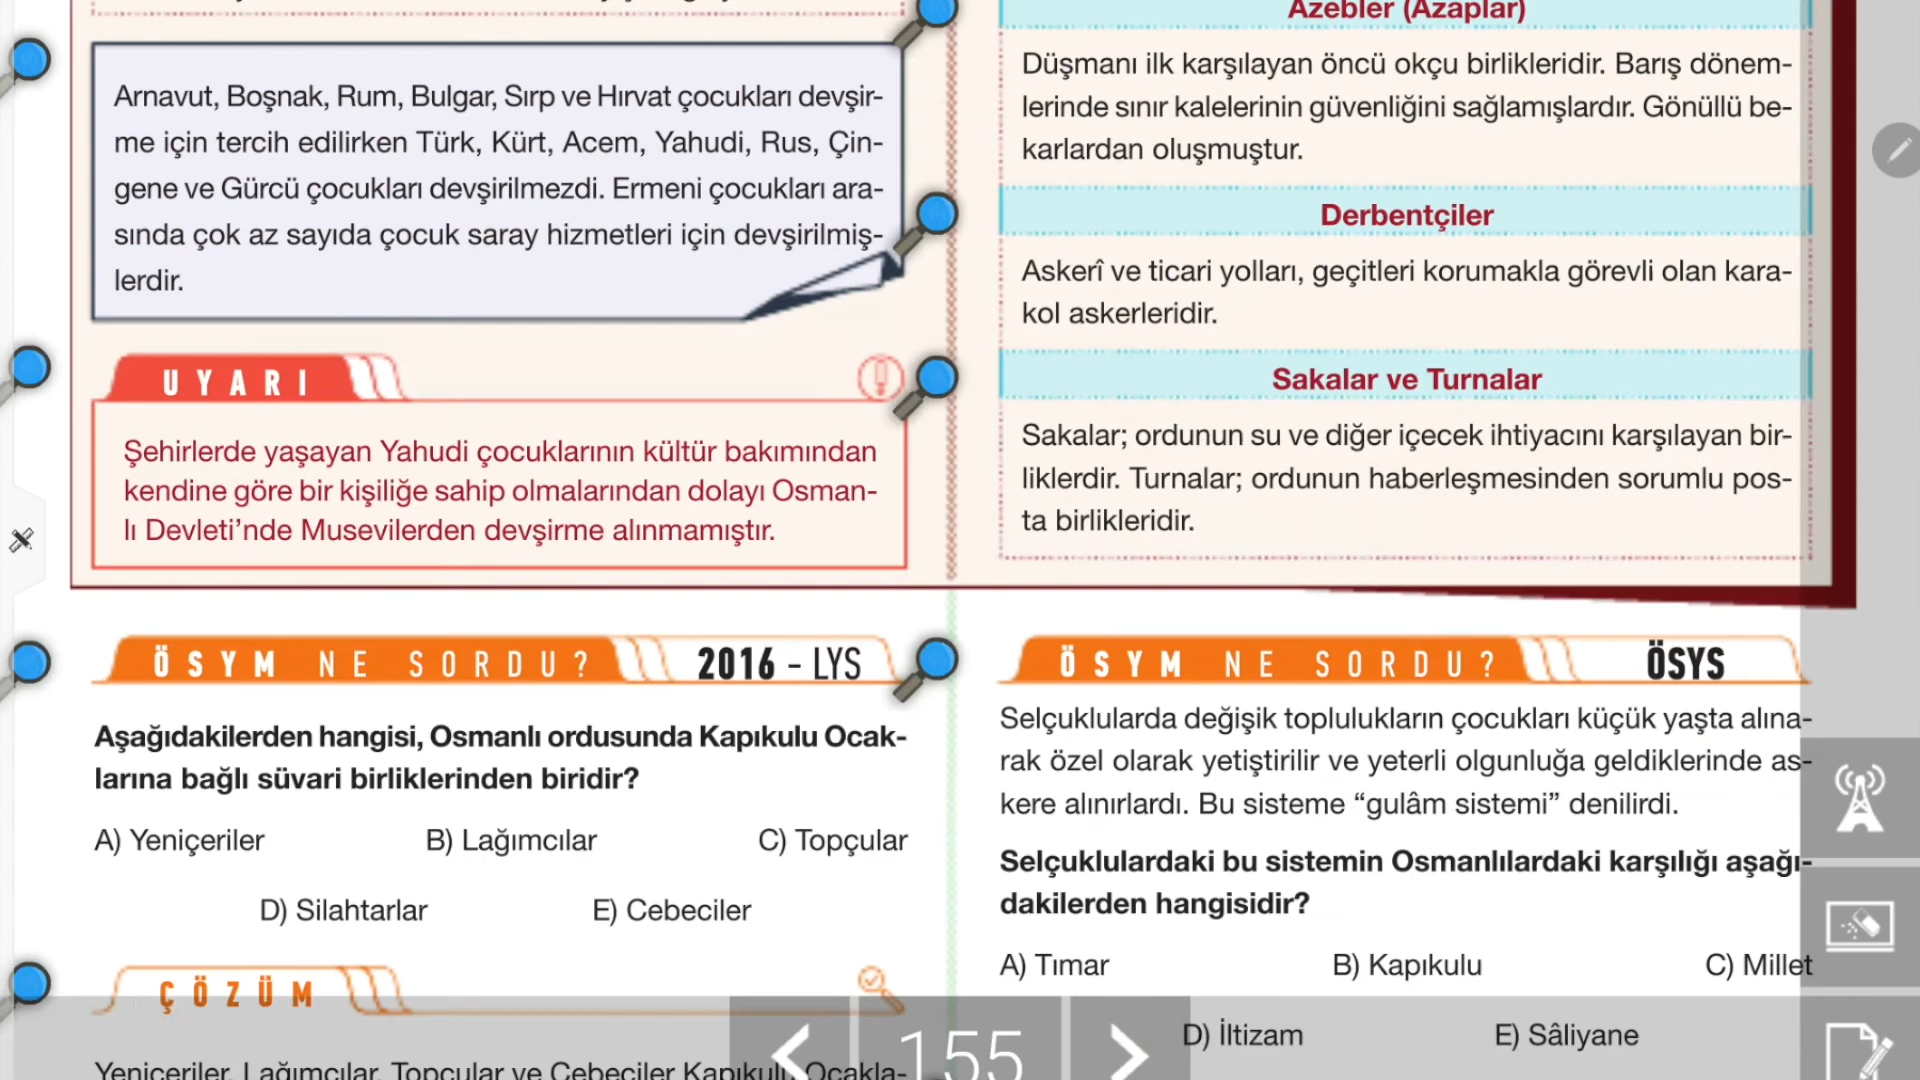 Arnavut, Boşnak, Rum, Bulgar, Sırp ve Hırvat çocukları devşir-
me için tercih edilirken Türk, Kürt, Acem, Yahudi, Rus, Çin-
gene ve Gürcü çocukları devşirilmezdi. Ermeni çocukları ara-
sında çok az sayıda çocuk saray hizmetleri için devşirilmiş-
lerdir.
UYARI
Şehirlerde yaşayan Yahudi çocuklarının kültür bakımından
kendine göre bir kişiliğe sahip olmalarından dolayı Osman-
lı Devleti’nde Musevilerden devşirme alınmamıştır.
Azebler (Azaplar)
Düşmanı ilk karşılayan öncü okçu birlikleridir. Barış dönem-
lerinde sınır kalelerinin güvenliğini sağlamışlardır. Gönüllü be-
karlardan oluşmuştur.
Derbentçiler
Askerî ve ticari yolları, geçitleri korumakla görevli olan kara-
kol askerleridir.
Sakalar ve Turnalar
Sakalar; ordunun su ve diğer içecek ihtiyacını karşılayan bir-
liklerdir. Turnalar; ordunun haberleşmesinden sorumlu pos-
ta birlikleridir.
ÖSYM NE SORDU? 2016 - LYS
Aşağıdakilerden hangisi, Osmanlı ordusunda Kapıkulu Ocak-
larına bağlı süvari birliklerinden biridir?
A) Yeniçeriler B) Lağımcılar C) Topçular
D) Silahtarlar E) Cebeciler
ÇÖZÜM
Yeniçeriler, Lağımcılar, Topçular ve Cebeciler Kapıkulu Ocakla-
ÖSYM NE SORDU? ÖSYS
Selçuklularda değişik toplulukların çocukları küçük yaşta alına-
rak özel olarak yetiştirilir ve yeterli olgunluğa geldiklerinde as-
kere alınırlardı. Bu sisteme “gulâm sistemi” denilirdi.
Selçuklulardaki bu sistemin Osmanlılardaki karşılığı aşağı-
dakilerden hangisidir?
A) Tımar B) Kapıkulu C) Millet
D) İltizam E) Sâliyane
155